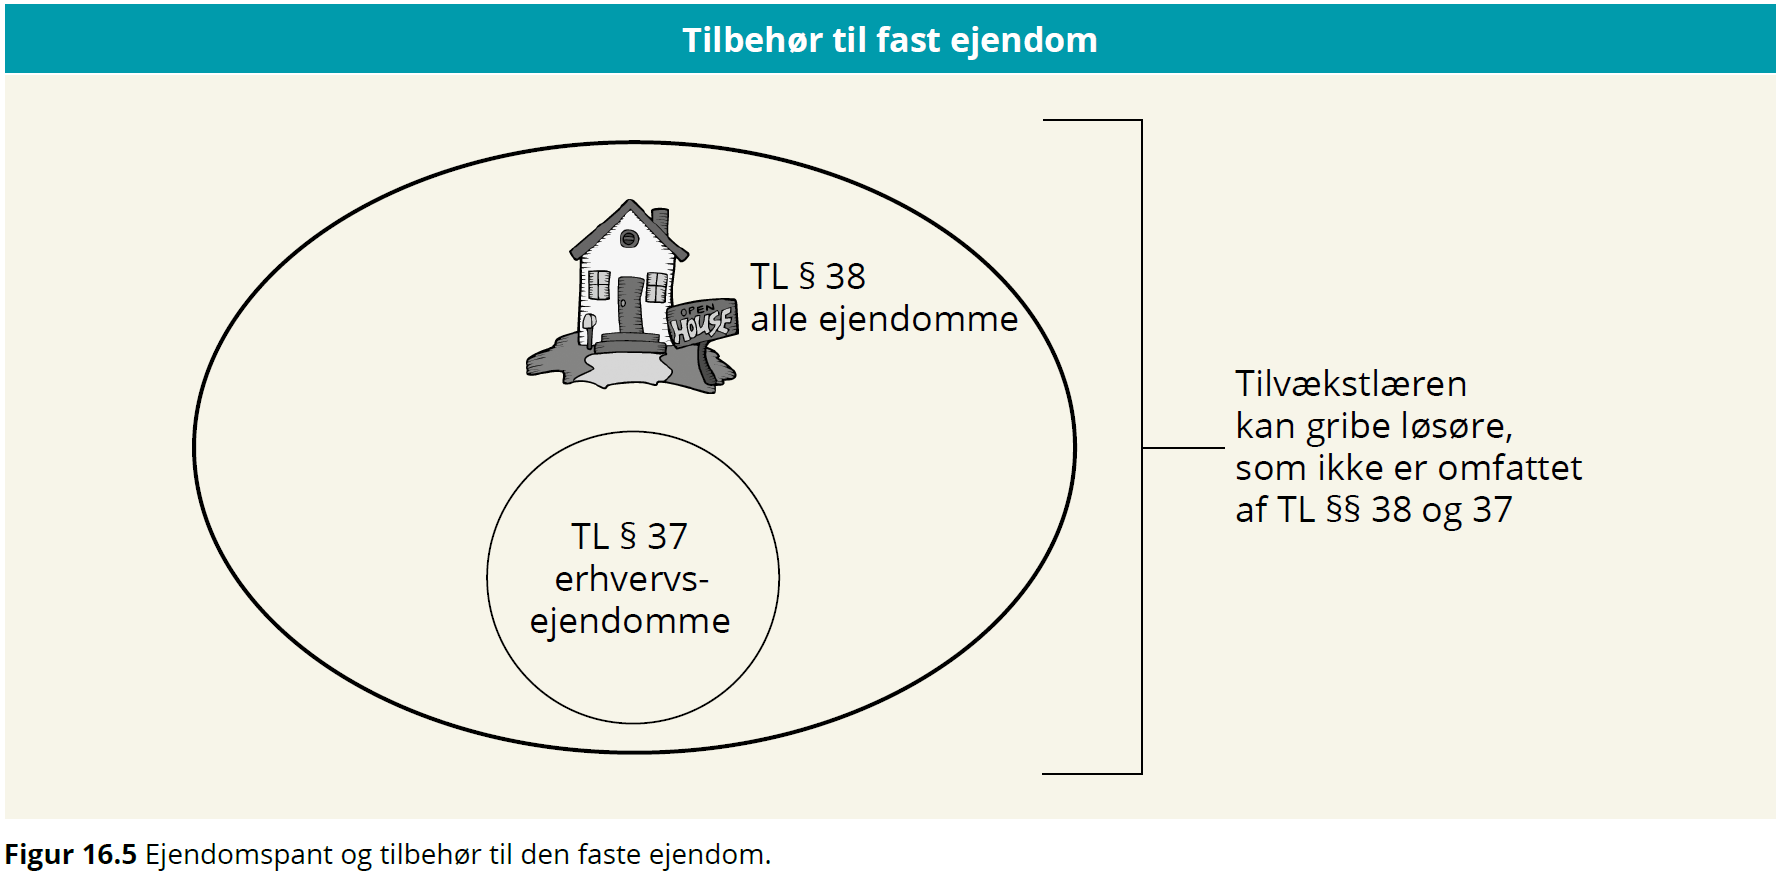 Tilbehør til fast ejendom
OPEN
HOUSE
TL § 38
alle ejendomme
TL § 37
erhvervs-
ejendomme
Tilvækstlæren
kan gribe løsøre,
som ikke er omfattet
af TL §§ 38 og 37
Figur 16.5 Ejendomspant og tilbehør til den faste ejendom.